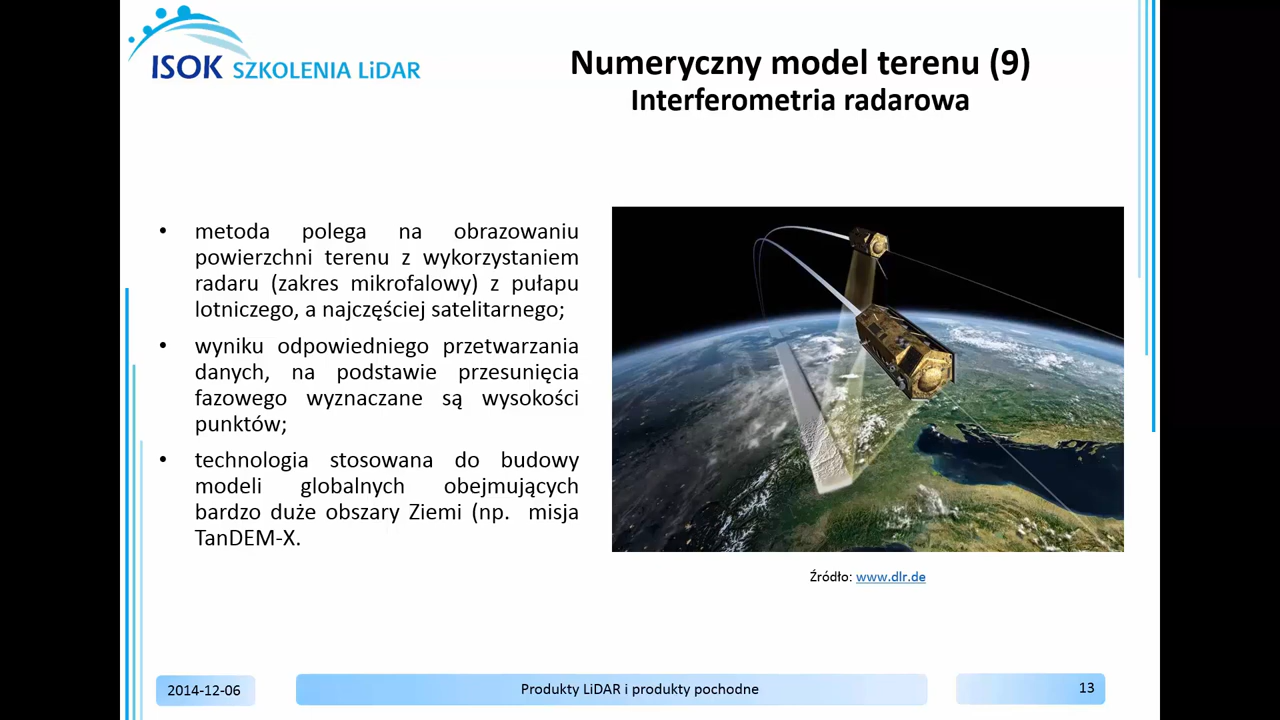 ISOK SZKOLENIA LiDAR
Numeryczny model terenu (9)
Interferometria radarowa
• metoda polega na obrazowaniu
powierzchni terenu z wykorzystaniem
radaru (zakres mikrofalowy) z pułapu
lotniczego, a najczęściej satelitarnego;
• wyniku odpowiedniego przetwarzania
danych, na podstawie przesunięcia
fazowego wyznaczane są wysokości
punktów;
• technologia stosowana do budowy
modeli globalnych obejmujących
bardzo duże obszary Ziemi (np. misja
TanDEM-X.
Źródło: www.dlr.de
2014-12-06
Produkty LiDAR i produkty pochodne
13